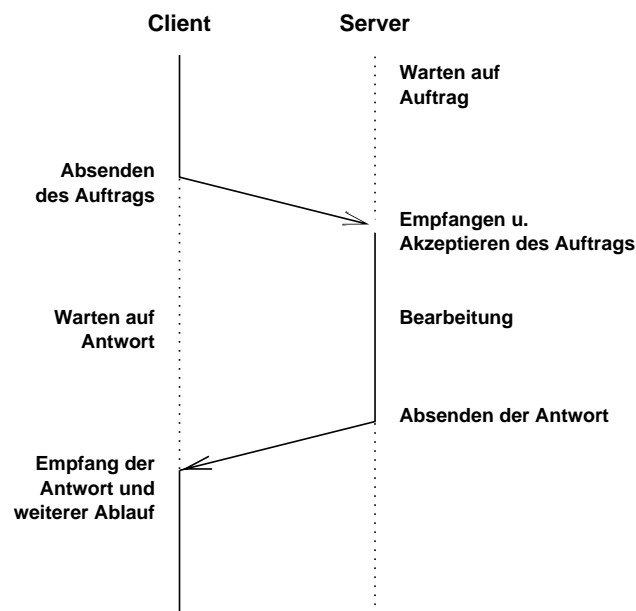 Client
Server
Warten auf
Auftrag
Absenden
des Auftrags
Empfangen u.
Akzeptieren des Auftrags
Warten auf
Antwort
Bearbeitung
Absenden der Antwort
Empfang der
Antwort und
weiterer Ablauf